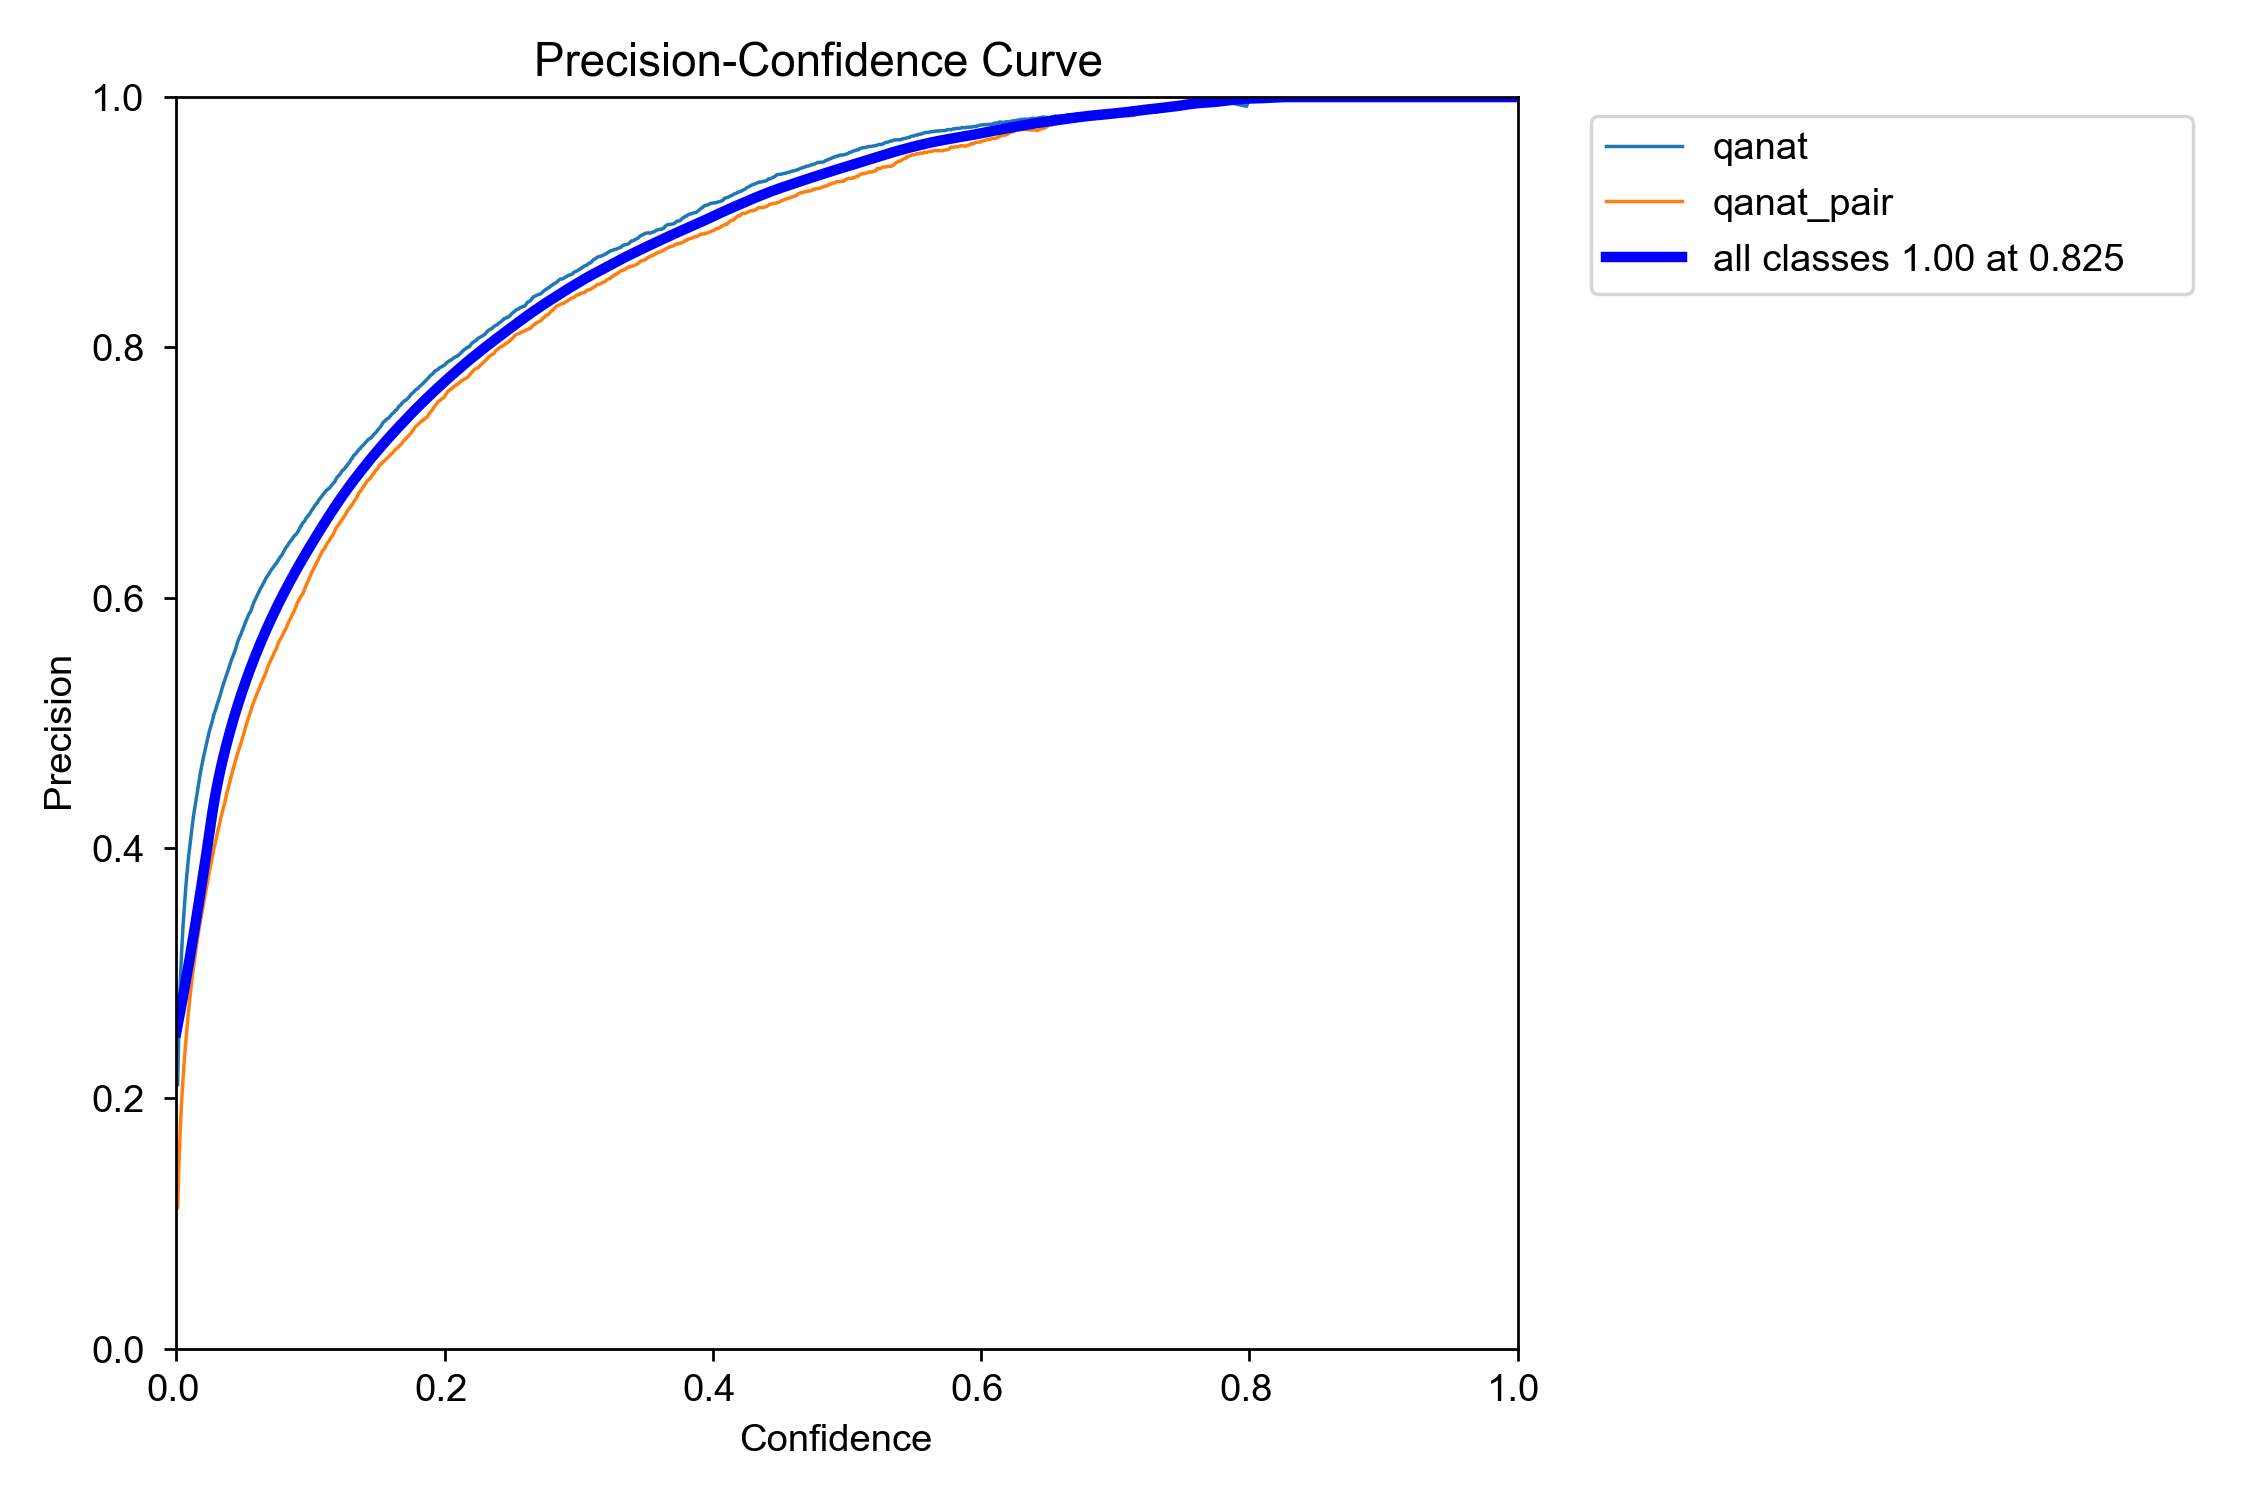 Precision-Confidence Curve
1.0
0.8
0.6
0.4
0.2
0.0
Precision
0.0 0.2 0.4 0.6 0.8 1.0
Confidence
qanat
qanat_pair
all classes 1.00 at 0.825